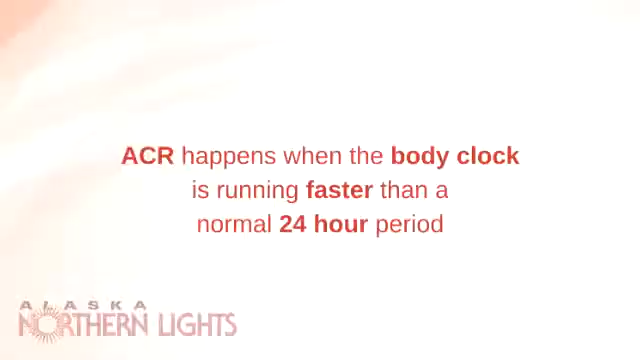 ACR happens when the body clock
is running faster than a
normal 24 hour period
ALASKA
NORTHERN LIGHTS